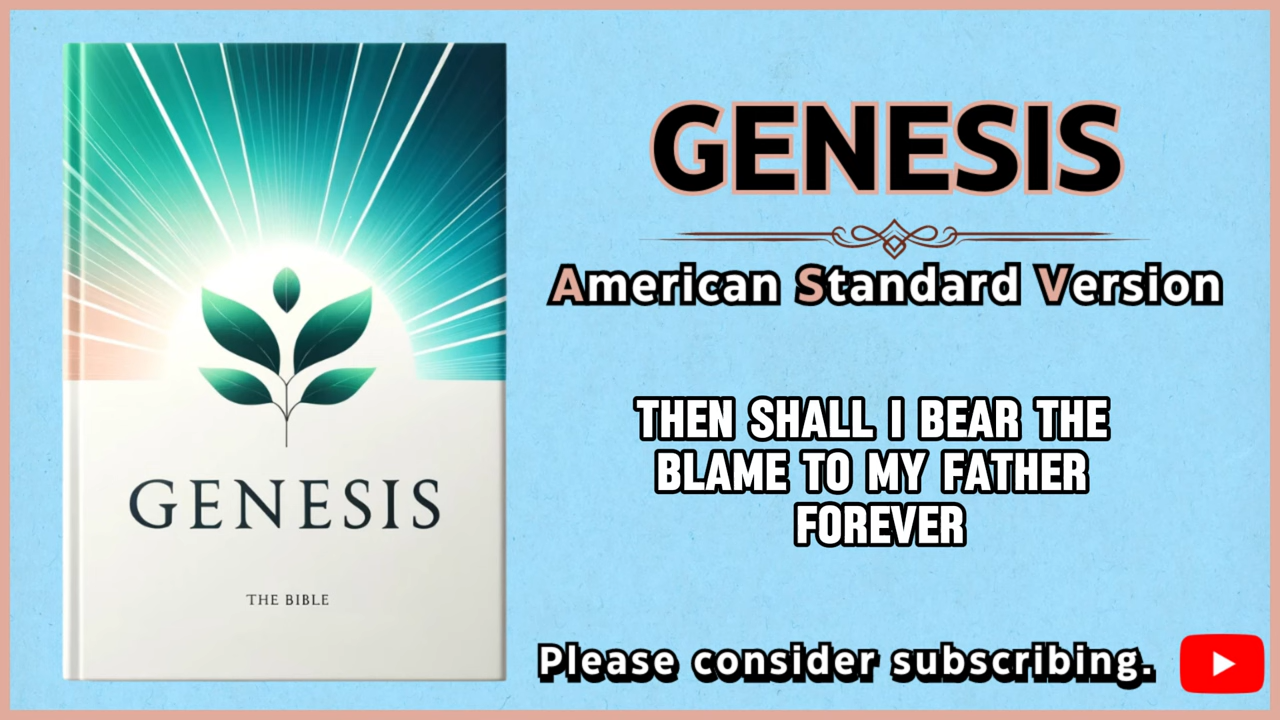 GENESIS
THE BIBLE
GENESIS
American Standard Version
THEN SHALL I BEAR THE
BLAME TO MY FATHER
FOREVER
Please consider subscribing.